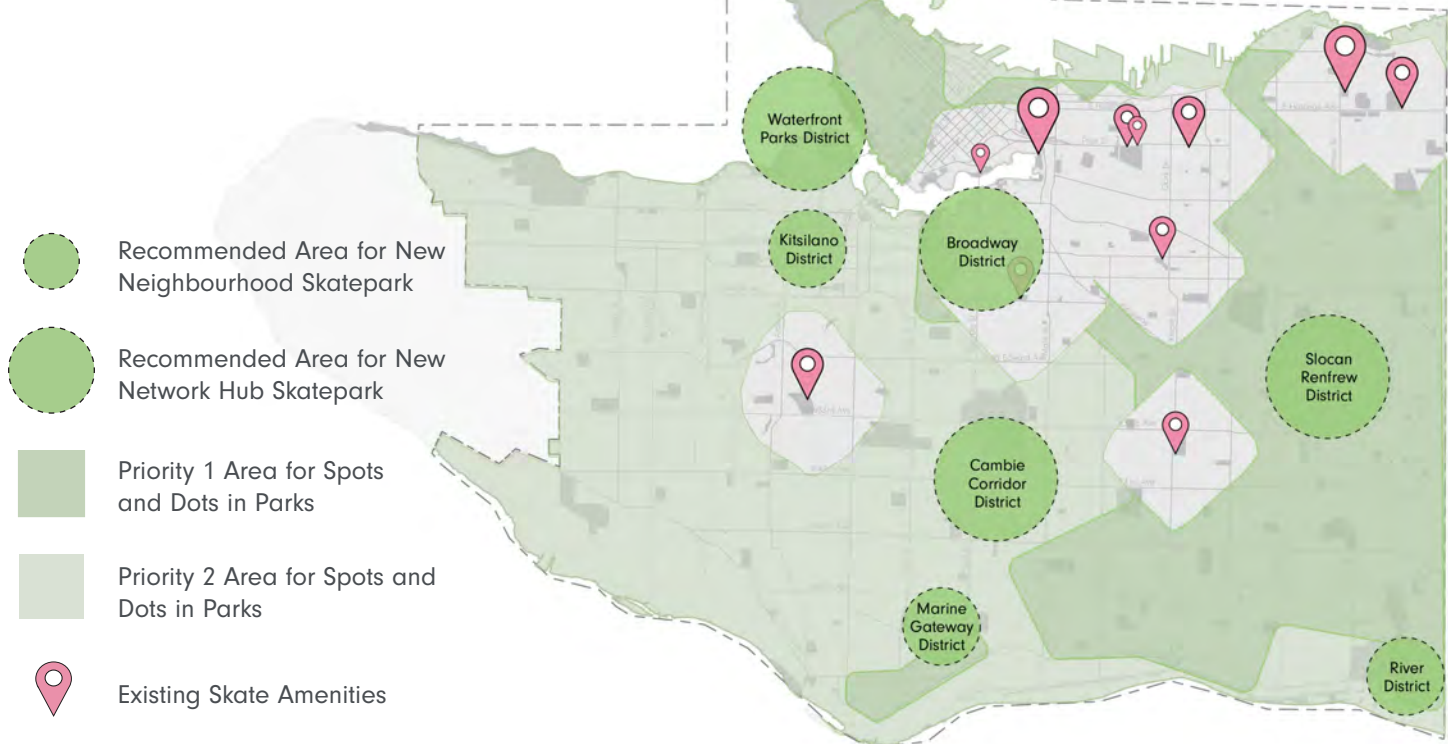 Recommended Area for New
Neighbourhood Skatepark
Recommended Area for New
Network Hub Skatepark
Priority 1 Area for Spots
and Dots in Parks
Priority 2 Area for Spots and
Dots in Parks
Existing Skate Amenities
Waterfront
Parks District
Kitsilano
District
Broadway
District
Slocan
Renfrew
District
Cambie
Corridor
District
Marine
Gateway
District
River
District